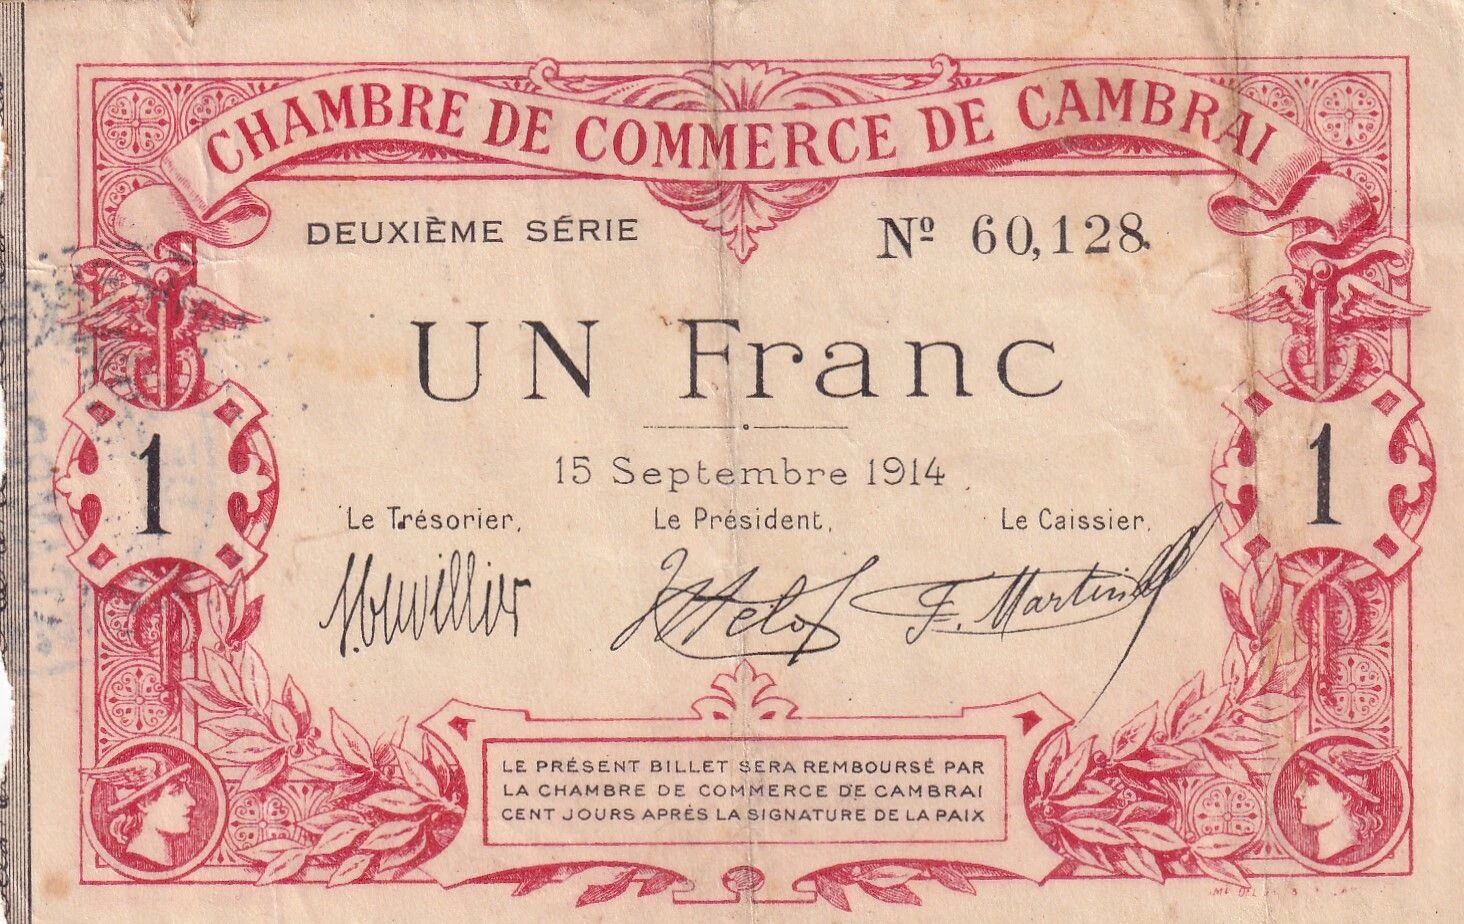 CHAMBRE DE COMMERCE DE CAMBRAI
DEUXIÈME SÉRIE
Nº 60,128.
UN Franc
1
1
15 Septembre 1914
Le Trésorier,
Le Président,
Le Caissier,
F. Martin
LE PRÉSENT BILLET SERA REMBOURSÉ PAR
LA CHAMBRE DE COMMERCE DE CAMBRAI
CENT JOURS APRÈS LA SIGNATURE DE LA PAIX